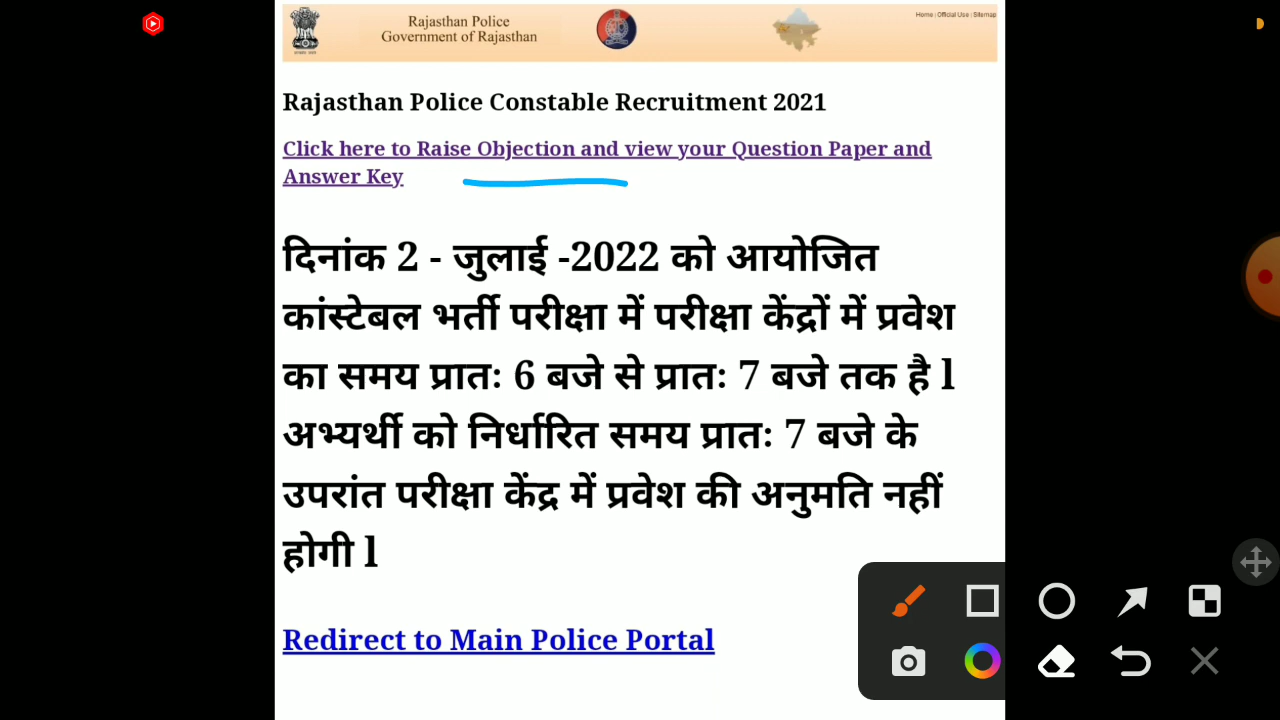 Rajasthan Police
Government of Rajasthan
Home | Official Use | Sitemap
Rajasthan Police Constable Recruitment 2021
Click here to Raise Objection and view your Question Paper and
Answer Key
दिनांक 2 - जुलाई -2022 को आयोजित
कांस्टेबल भर्ती परीक्षा में परीक्षा केंद्रों में प्रवेश
का समय प्रातः 6 बजे से प्रातः 7 बजे तक है l
अभ्यर्थी को निर्धारित समय प्रातः 7 बजे के
उपरांत परीक्षा केंद्र में प्रवेश की अनुमति नहीं
होगी l
Redirect to Main Police Portal